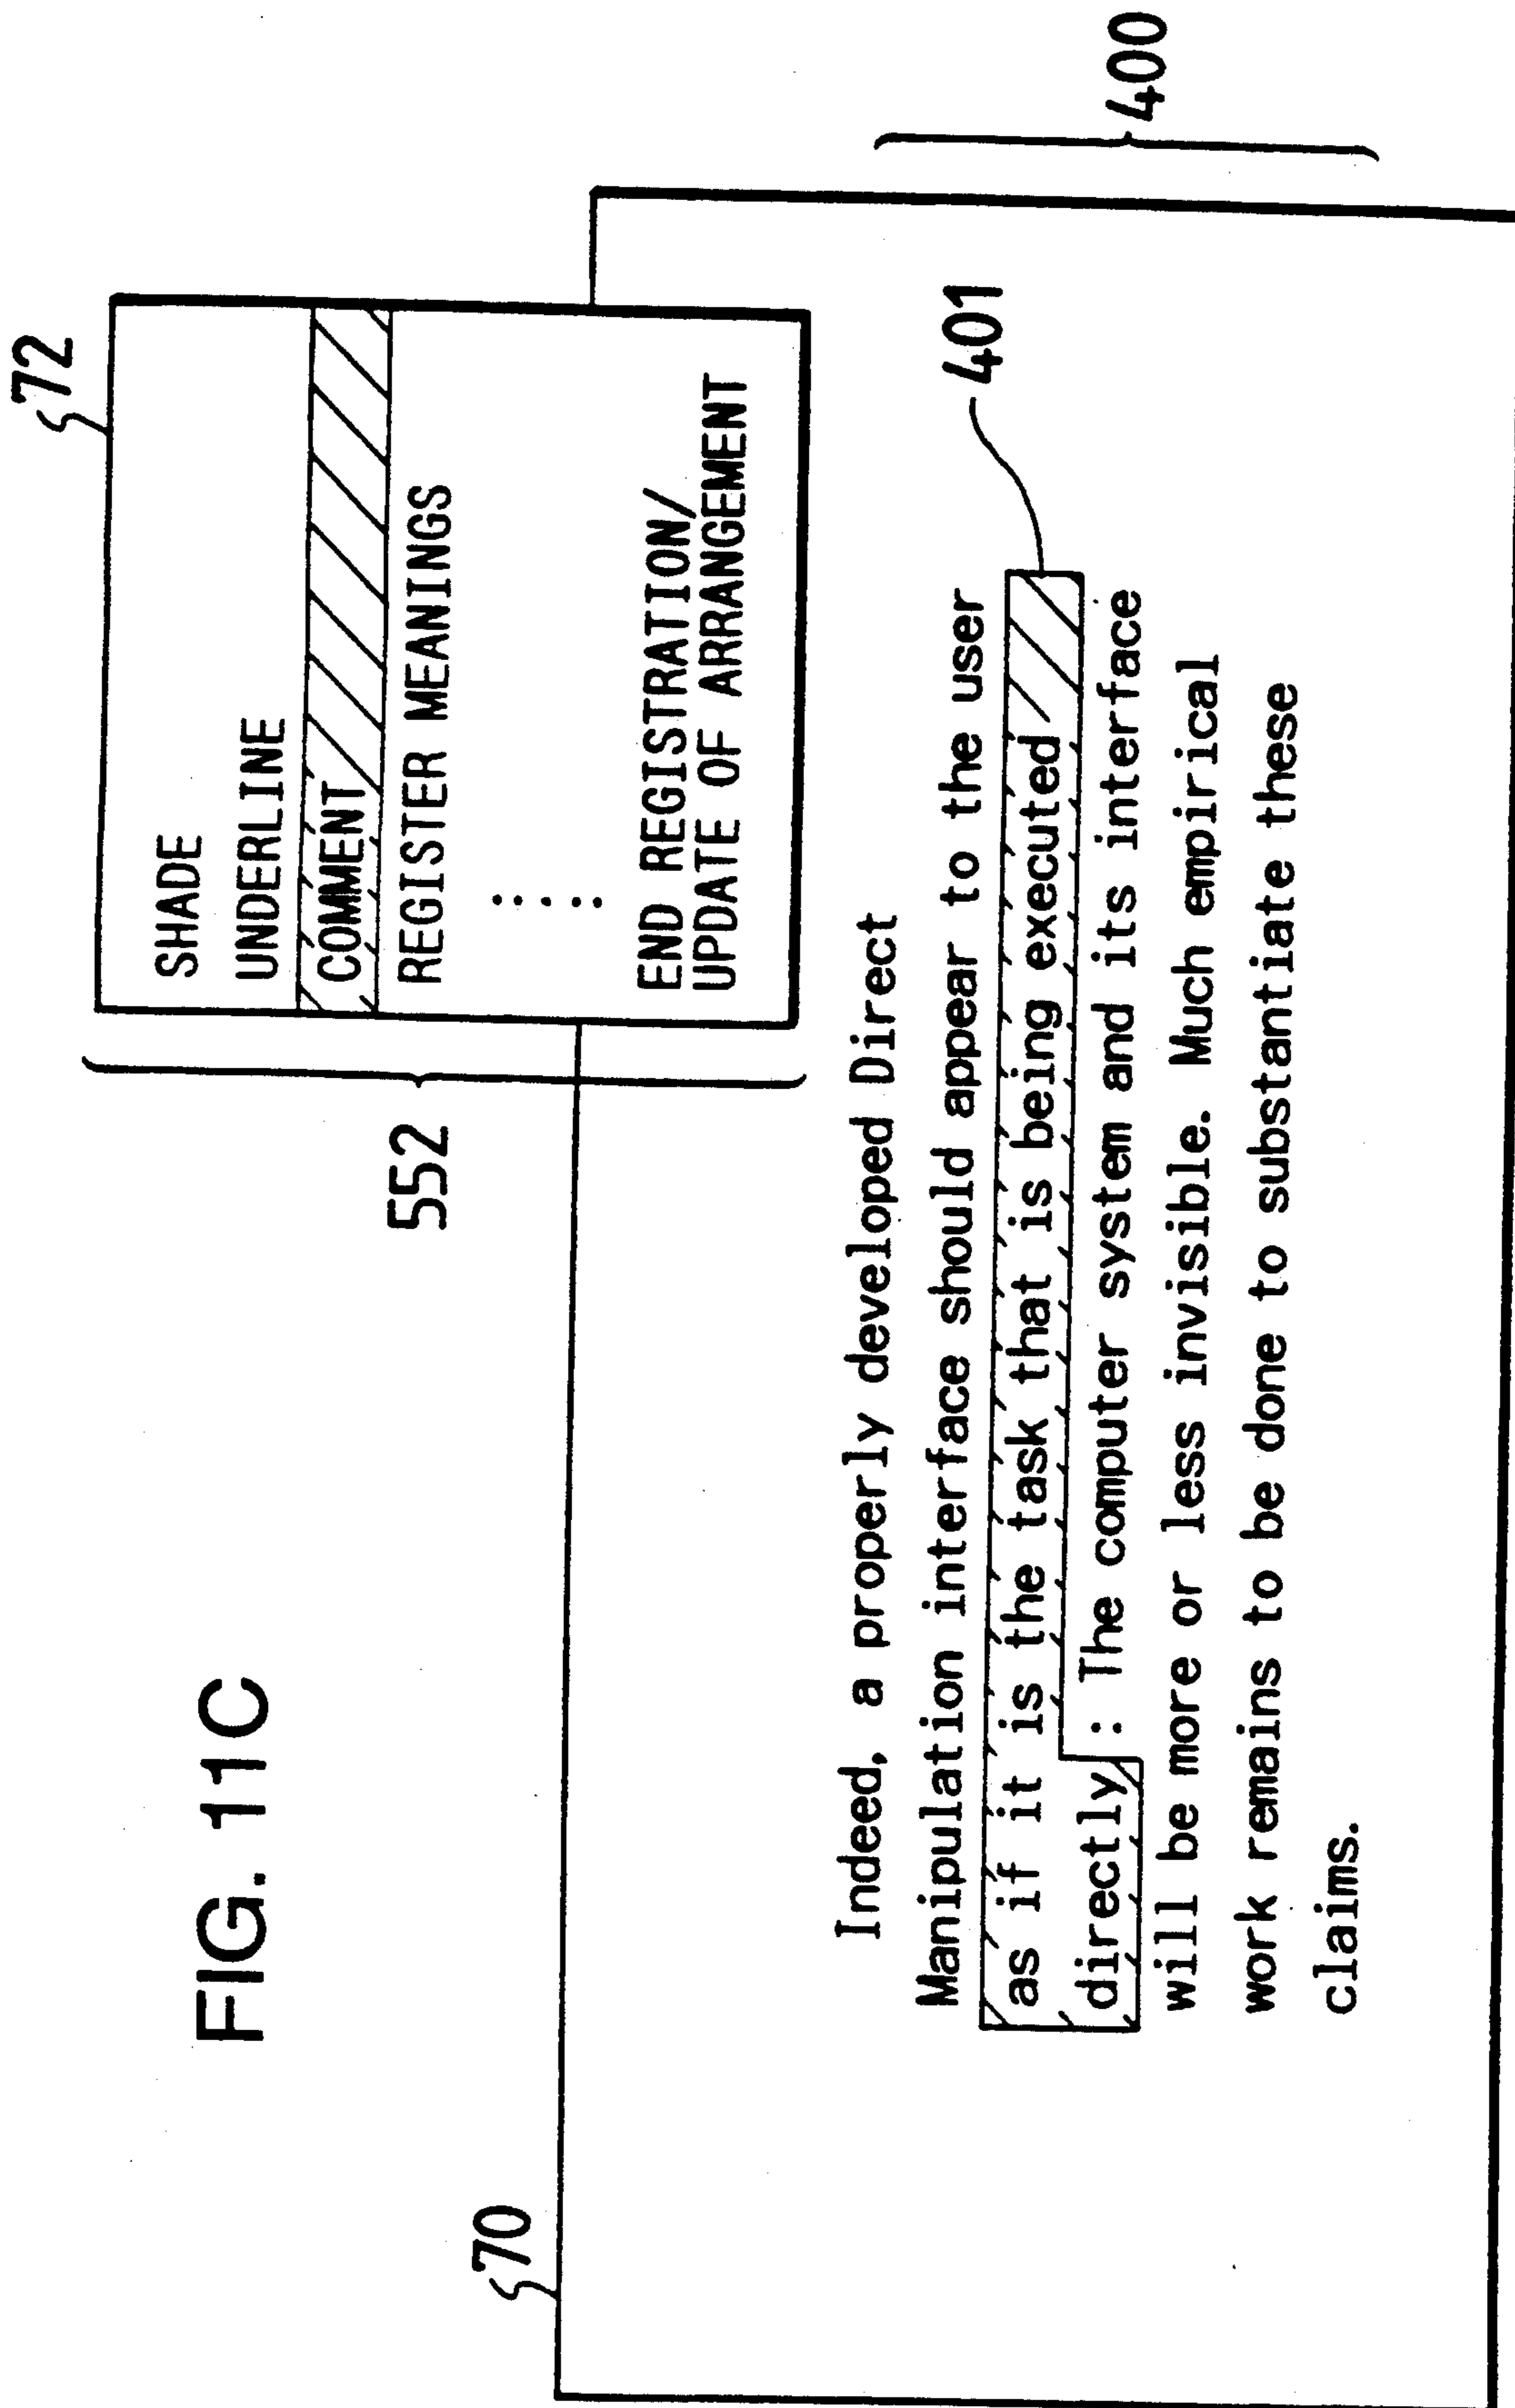 FIG. 11C
72
SHADE
UNDERLINE
COMMENT
REGISTER MEANINGS
.....
END REGISTRATION/
UPDATE OF ARRANGEMENT
552
70
Indeed, a properly developed Direct
Manipulation interface should appear to the user
as if it is the task that is being executed
directly : The computer system and its interface
will be more or less invisible. Much empirical
work remains to be done to substantiate these
claims.
401
400